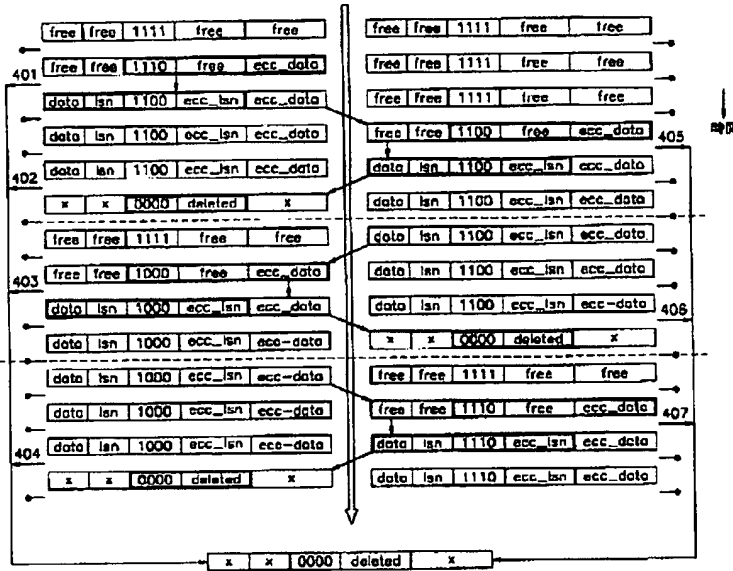 free free 1111 free free
401 free free 1110 free ecc_data
data lsn 1100 ecc_lsn ecc_data
data lsn 1100 ecc_lsn ecc_data
402 data lsn 1100 ecc_lsn ecc_data
x x 0000 deleted x
free free 1111 free free
403 free free 1000 free ecc_data
data lsn 1000 ecc_lsn ecc_data
data lsn 1000 ecc_lsn ecc-data
data lsn 1000 ecc_lsn ecc-data
data lsn 1000 ecc_lsn ecc-data
404 data lsn 1000 ecc_lsn ecc-data
x x 0000 deleted x
free free 1111 free free
free free 1111 free free
free free 1111 free free
free free 1100 free ecc_data 405
data lsn 1100 ecc_lsn ecc_data
data lsn 1100 ecc_lsn ecc_data
data lsn 1100 ecc_lsn ecc_data
data lsn 1100 ecc_lsn ecc_data
data lsn 1100 ecc_lsn ecc-data 406
x x 0000 deleted x
free free 1111 free free
free free 1110 free ecc_data 407
data lsn 1110 ecc_lsn ecc_data
data lsn 1110 ecc_lsn ecc_data
時間
x x 0000 deleted x